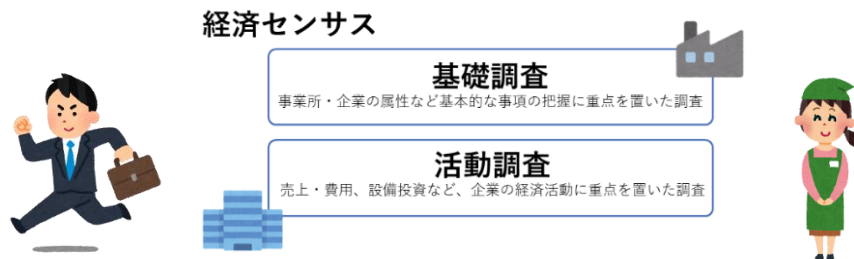 経済センサス
基礎調査
事業所・企業の属性など基本的な事項の把握に重点を置いた調査
活動調査
売上・費用、設備投資など、企業の経済活動に重点を置いた調査